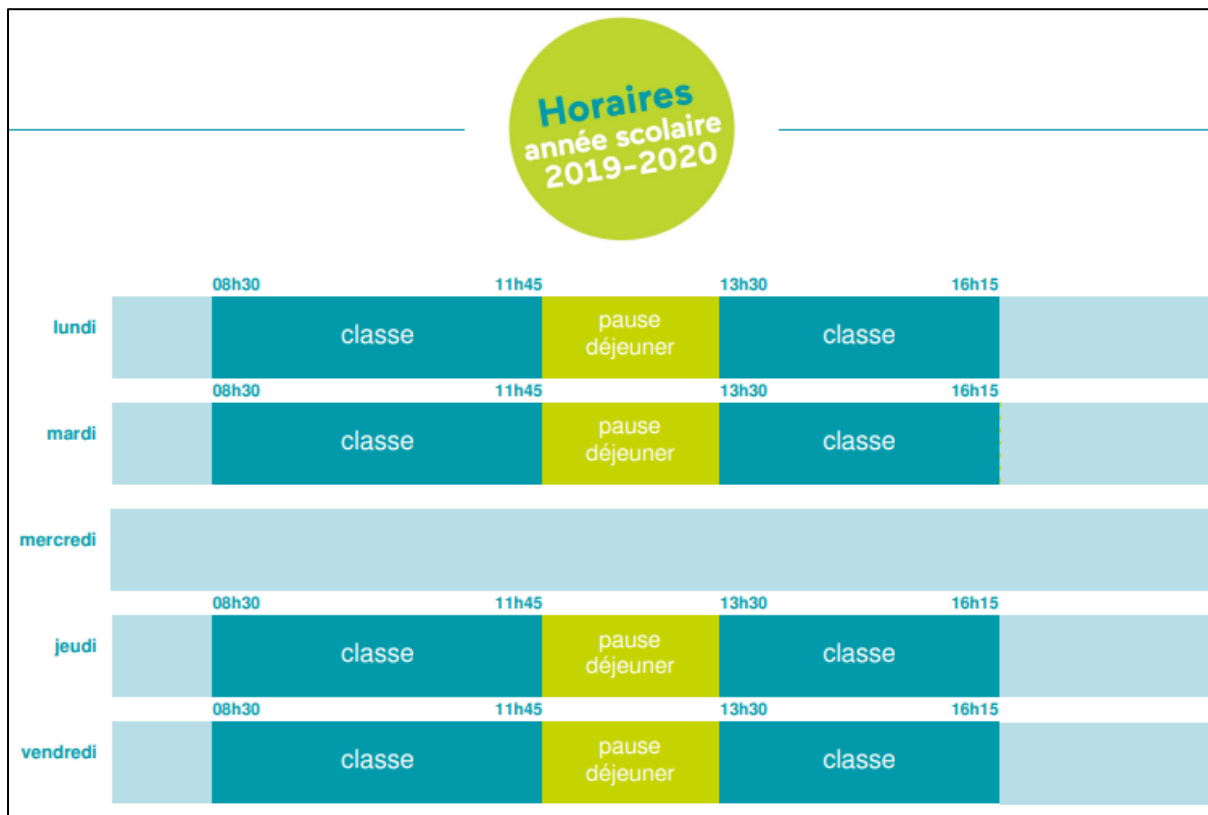 Horaires
année scolaire
2019-2020
08h30 11h45 13h30 16h15
lundi classe pause déjeuner classe
08h30 11h45 13h30 16h15
mardi classe pause déjeuner classe
mercredi
08h30 11h45 13h30 16h15
jeudi classe pause déjeuner classe
08h30 11h45 13h30 16h15
vendredi classe pause déjeuner classe